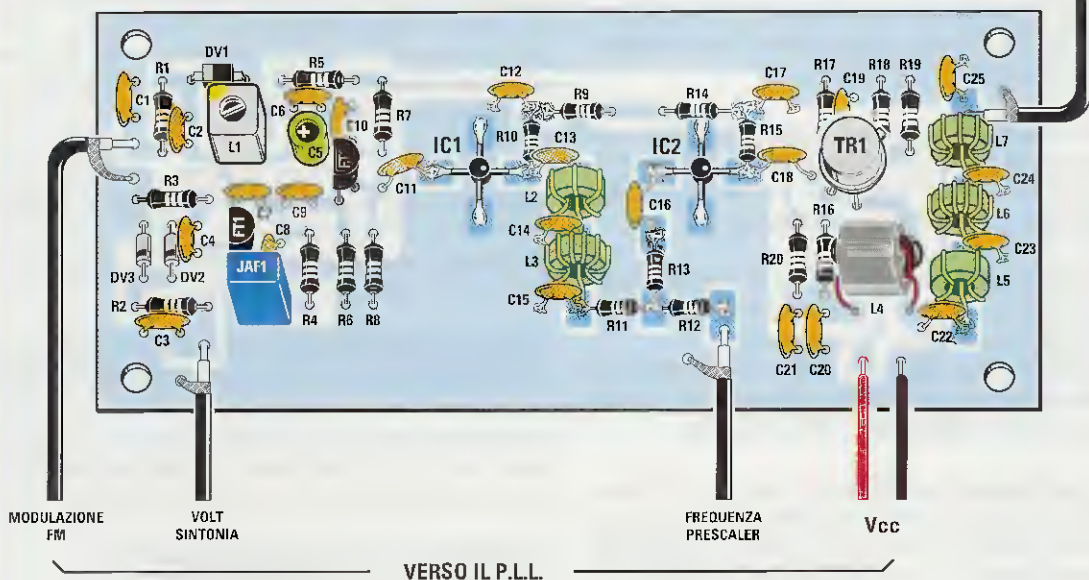 DV1
R1
C1
C2
L1
C6
R5
C5
C10
R7
FT1
C11
C12
R9
R10
IC1
C13
R14
C17
IC2
R15
C18
R17
C19
R18
R19
TR1
C25
L7
C24
L6
C23
L5
C22
R3
C4
DV3
DV2
R2
C3
FT1
C9
C8
JAF1
R4
R6
R8
L2
C14
L3
C15
R11
C16
R13
R12
R20
R16
L4
C21
C20
MODULAZIONE
FM
VOLT
SINTONIA
FREQUENZA
PRESCALER
Vcc
VERSO IL P.L.L.